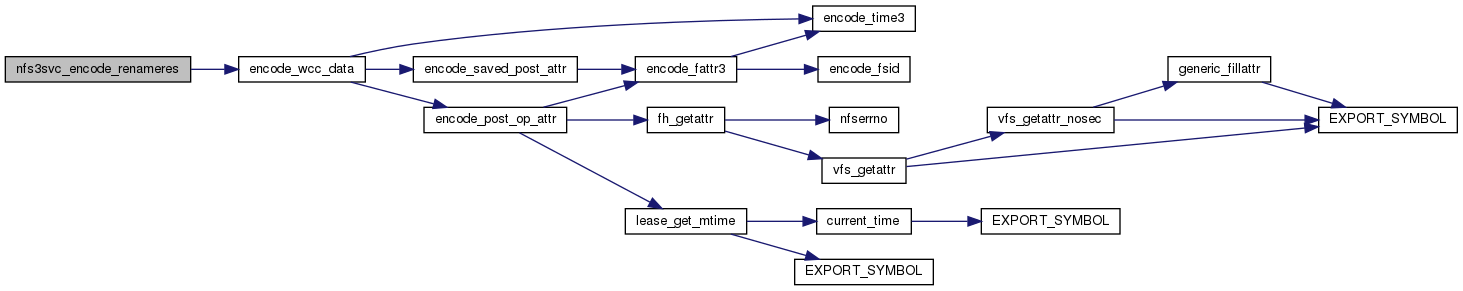 nfs3svc_encode_renameres
encode_wcc_data
encode_time3
encode_saved_post_attr
encode_fattr3
encode_fsid
encode_post_op_attr
fh_getattr
nfserrno
vfs_getattr
vfs_getattr_nosec
generic_fillattr
EXPORT_SYMBOL
lease_get_mtime
current_time
EXPORT_SYMBOL
EXPORT_SYMBOL